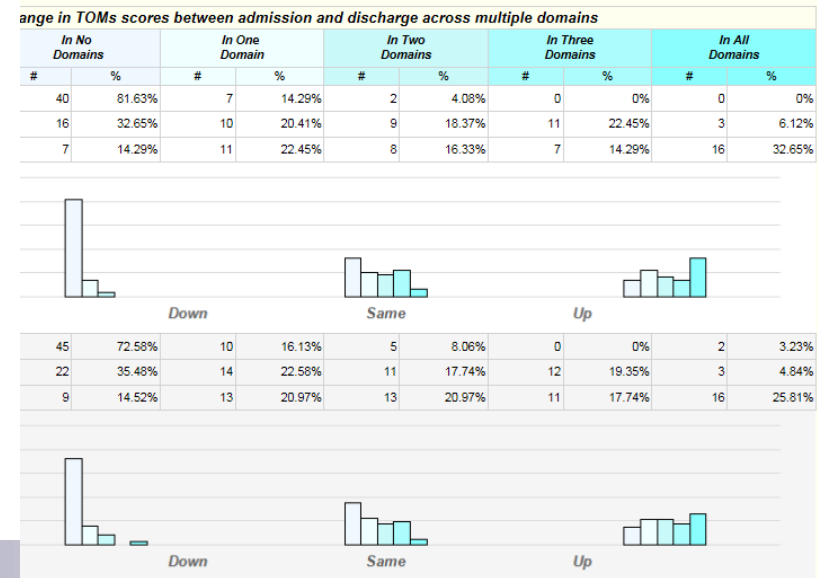 ange in TOMs scores between admission and discharge across multiple domains
In No Domains In One Domain In Two Domains In Three Domains In All Domains
# % # % # % # % # %
40 81.63% 7 14.29% 2 4.08% 0 0% 0 0%
16 32.65% 10 20.41% 9 18.37% 11 22.45% 3 6.12%
7 14.29% 11 22.45% 8 16.33% 7 14.29% 16 32.65%
Down Same Up
45 72.58% 10 16.13% 5 8.06% 0 0% 2 3.23%
22 35.48% 14 22.58% 11 17.74% 12 19.35% 3 4.84%
9 14.52% 13 20.97% 13 20.97% 11 17.74% 16 25.81%
Down Same Up